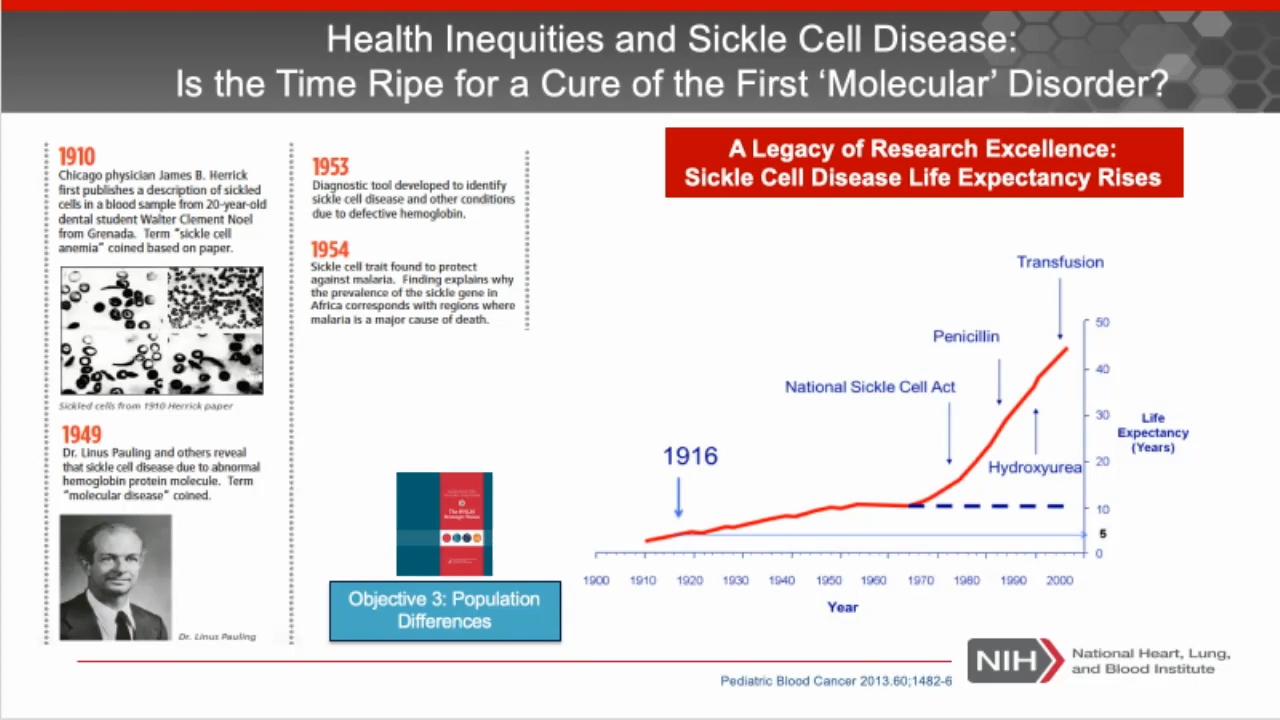 Health Inequities and Sickle Cell Disease:
Is the Time Ripe for a Cure of the First ‘Molecular’ Disorder?
1910
Chicago physician James B. Herrick
first publishes a description of sickled
cells in a blood sample from 20-year-old
dental student Walter Clement Noel
from Grenada. Term “sickle cell
anemia” coined based on paper.
Sickled cells from 1910 Herrick paper
1949
Dr. Linus Pauling and others reveal
that sickle cell disease due to abnormal
hemoglobin protein molecule. Term
“molecular disease” coined.
Dr. Linus Pauling
1953
Diagnostic tool developed to identify
sickle cell disease and other conditions
due to defective hemoglobin.
1954
Sickle cell trait found to protect
against malaria. Finding explains why
the prevalence of the sickle gene in
Africa corresponds with regions where
malaria is a major cause of death.
Objective 3: Population
Differences
A Legacy of Research Excellence:
Sickle Cell Disease Life Expectancy Rises
Transfusion
Penicillin
National Sickle Cell Act
1916
Hydroxyurea
50
40
30
20
10
5
0
Life
Expectancy
(Years)
1900 1910 1920 1930 1940 1950 1960 1970 1980 1990 2000
Year
NIH
National Heart, Lung,
and Blood Institute
Pediatric Blood Cancer 2013.60;1482-6